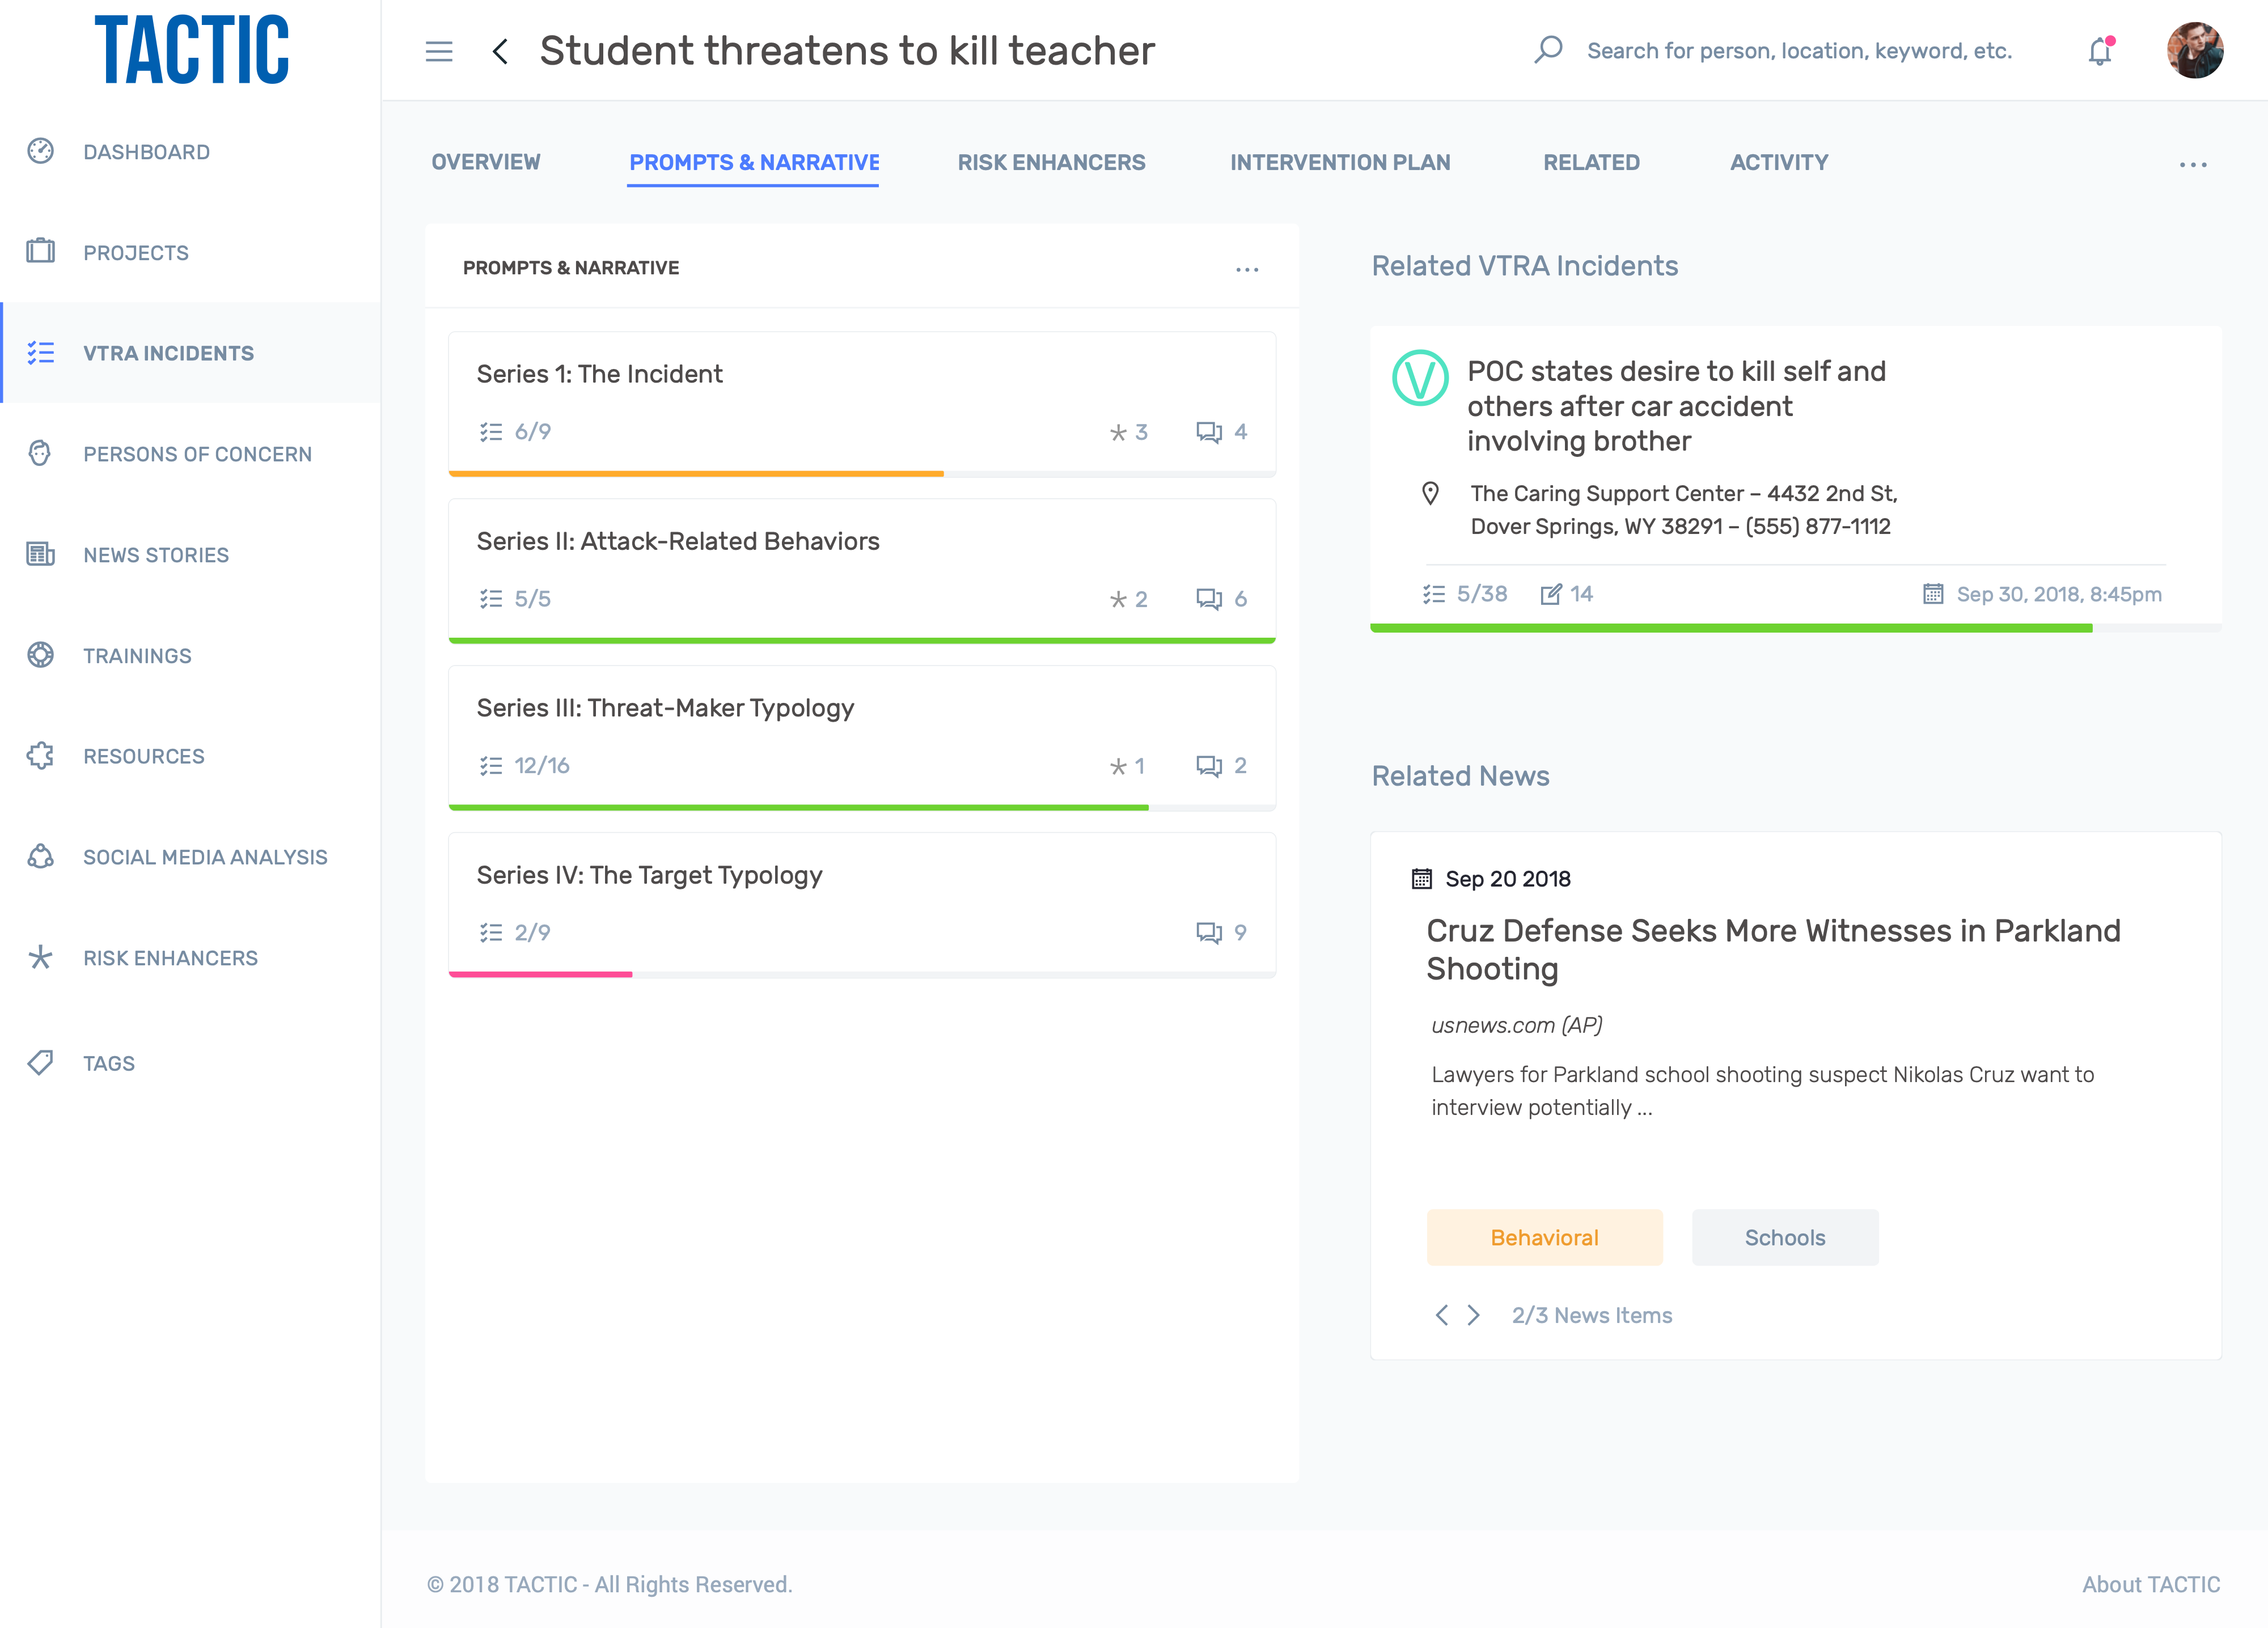 TACTIC
DASHBOARD
PROJECTS
VTRA INCIDENTS
PERSONS OF CONCERN
NEWS STORIES
TRAININGS
RESOURCES
SOCIAL MEDIA ANALYSIS
RISK ENHANCERS
TAGS
Student threatens to kill teacher
Search for person, location, keyword, etc.
OVERVIEW
PROMPTS & NARRATIVE
RISK ENHANCERS
INTERVENTION PLAN
RELATED
ACTIVITY
PROMPTS & NARRATIVE
Series 1: The Incident
6/9
3
4
Series II: Attack-Related Behaviors
5/5
2
6
Series III: Threat-Maker Typology
12/16
1
2
Series IV: The Target Typology
2/9
9
Related VTRA Incidents
V
POC states desire to kill self and
others after car accident
involving brother
The Caring Support Center – 4432 2nd St,
Dover Springs, WY 38291 – (555) 877-1112
5/38
14
Sep 30, 2018, 8:45pm
Related News
Sep 20 2018
Cruz Defense Seeks More Witnesses in Parkland
Shooting
usnews.com (AP)
Lawyers for Parkland school shooting suspect Nikolas Cruz want to
interview potentially ...
Behavioral
Schools
2/3 News Items
© 2018 TACTIC - All Rights Reserved.
About TACTIC